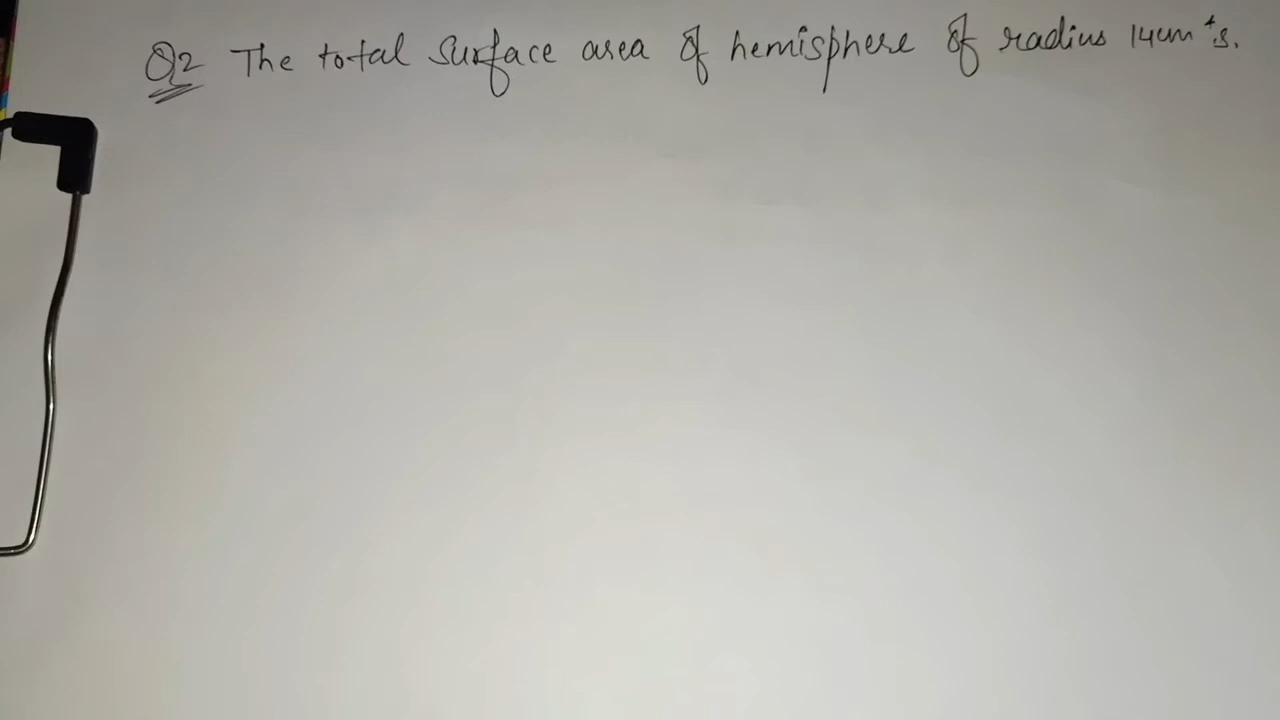 Q2 The total surface area of hemisphere of radius 14cm is.